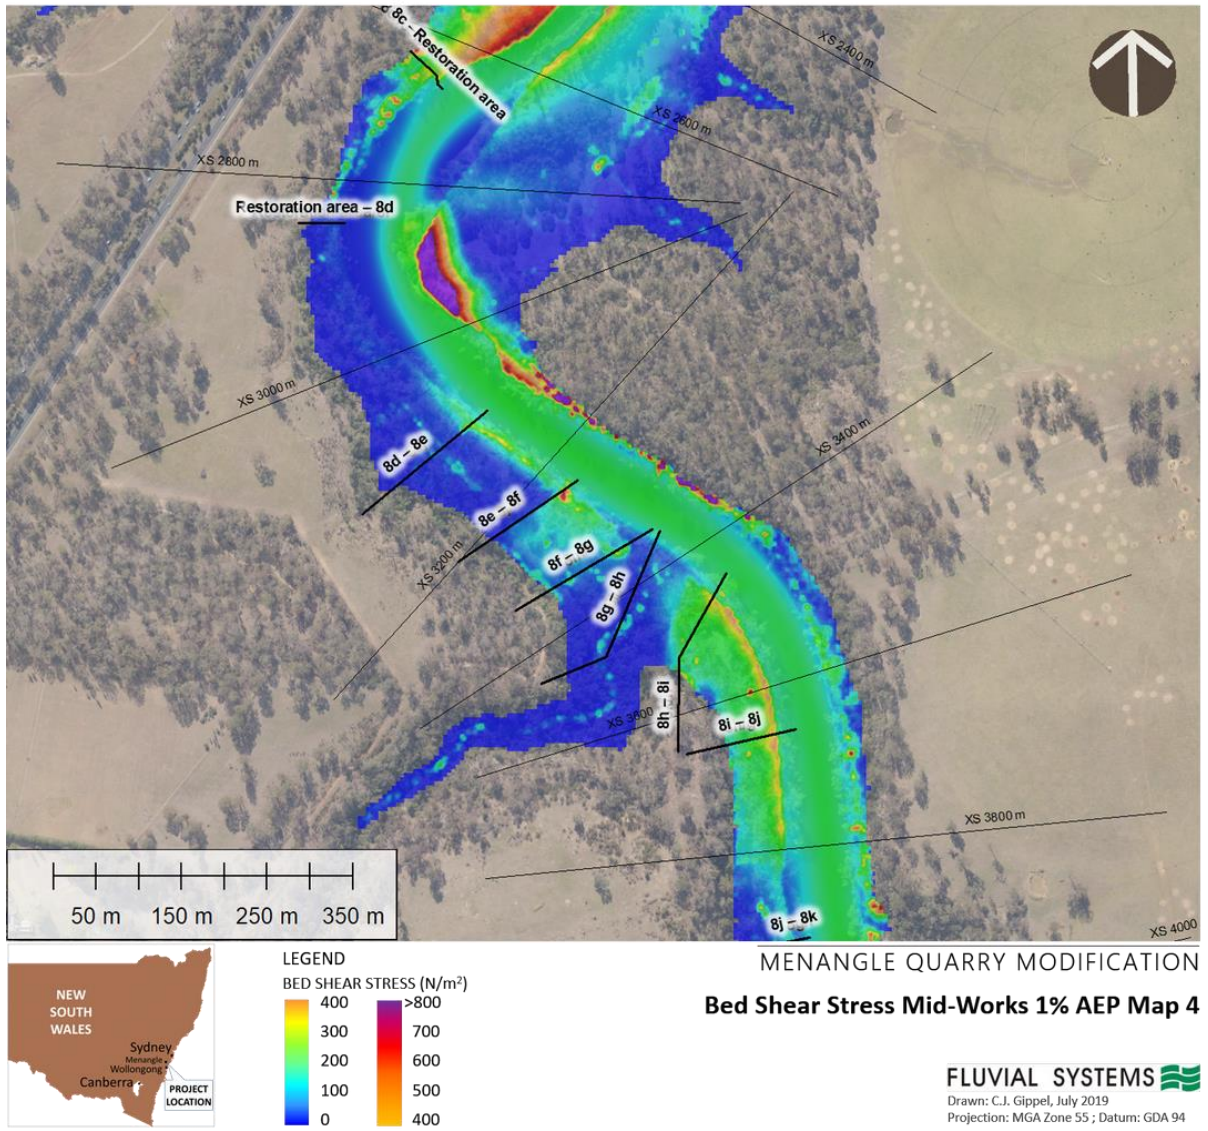 8c - Restoration area
XS 2400 m
XS 2600 m
XS 2800 m
Restoration area – 8d
XS 3000 m
8d – 8e
XS 3400 m
8e – 8f
XS 3200 m
8f – 8g
8g – 8h
8h – 8i
XS 3600
8i – 8j
XS 3800 m
8j – 8k
XS 4000
50 m 150 m 250 m 350 m
MENANGLE QUARRY MODIFICATION
Bed Shear Stress Mid-Works 1% AEP Map 4
LEGEND
BED SHEAR STRESS (N/m²)
400 >800
300 700
200 600
100 500
0 400
NEW
SOUTH
WALES
Sydney
Menangle
Wollongong
Canberra
PROJECT
LOCATION
FLUVIAL SYSTEMS
Drawn: C.J. Gippel, July 2019
Projection: MGA Zone 55 ; Datum: GDA 94